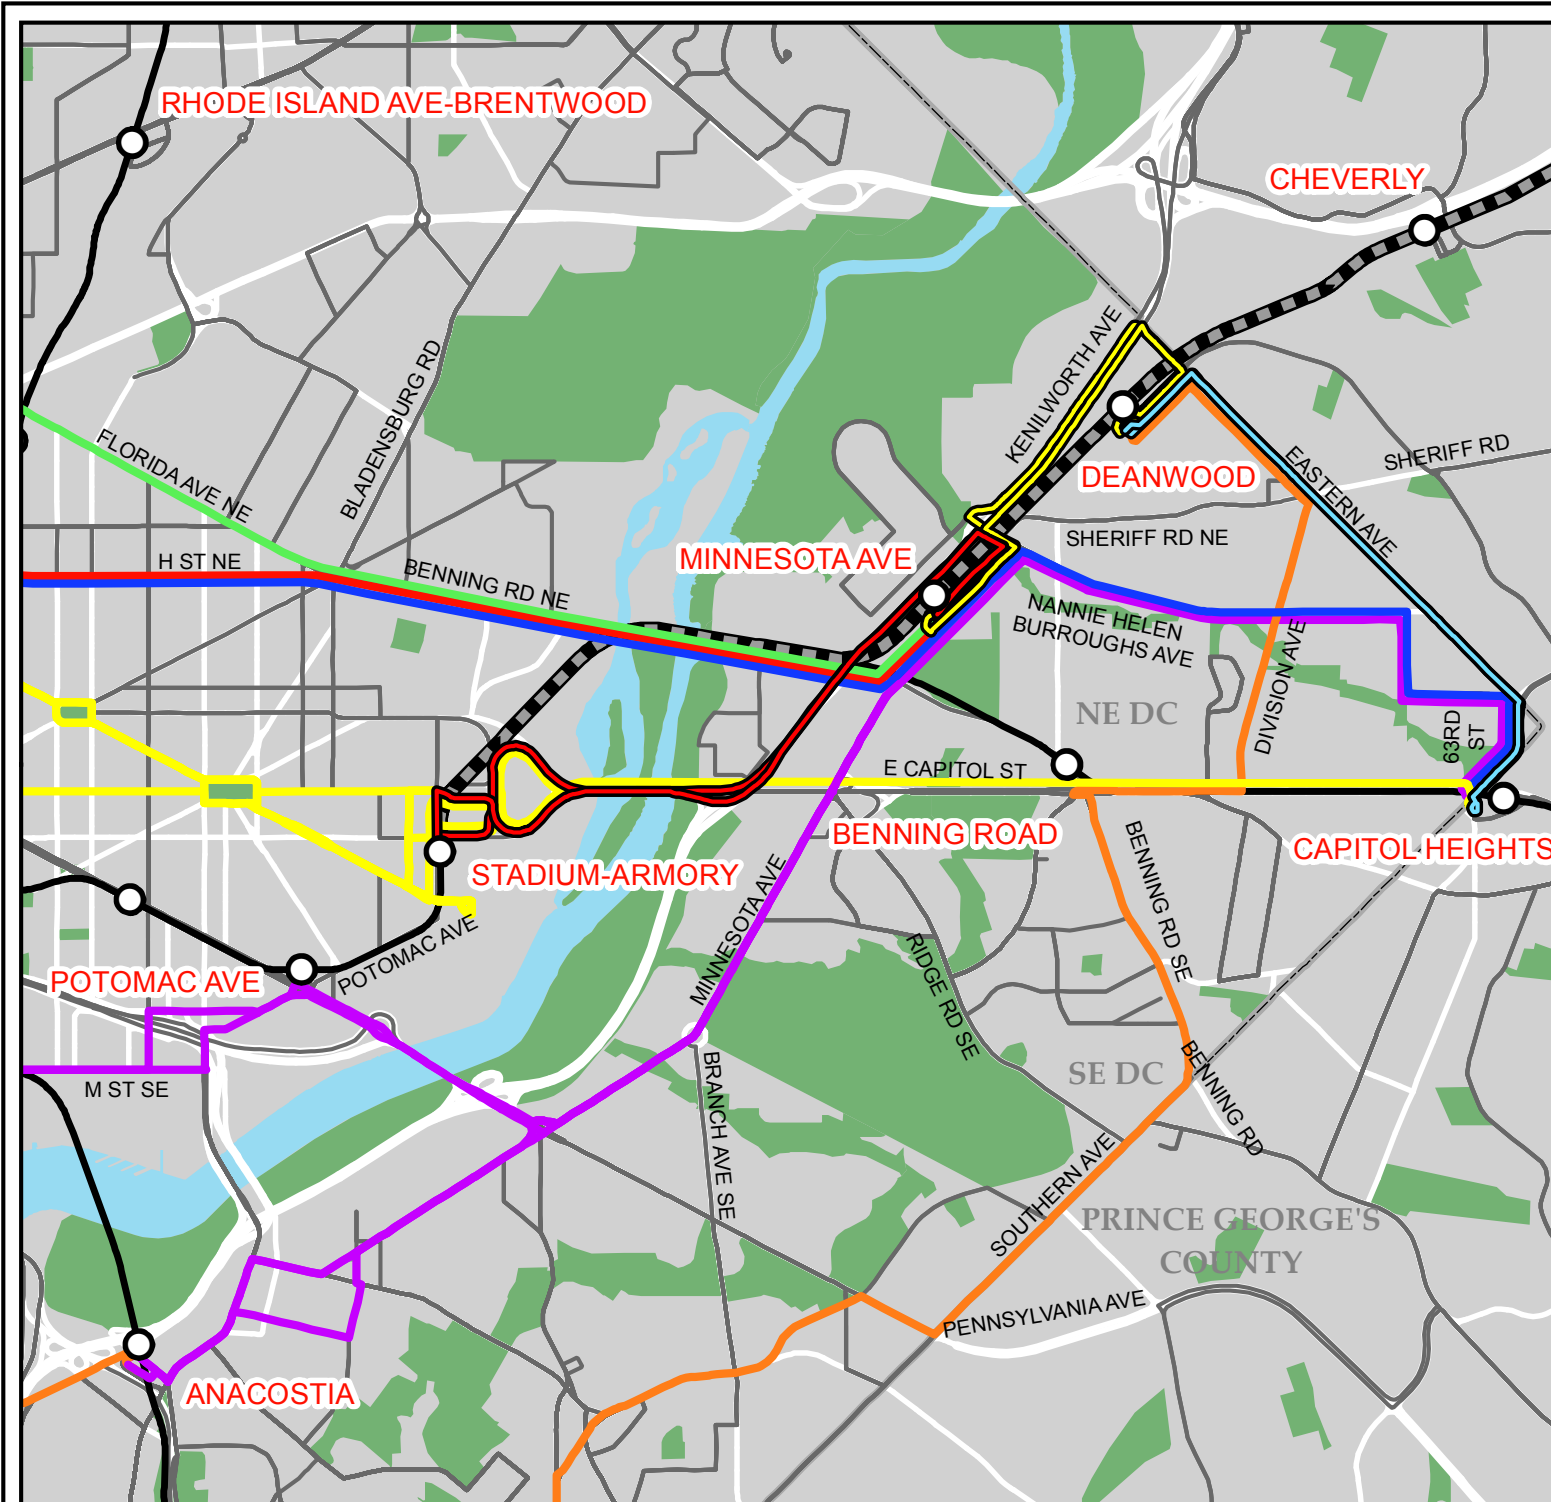 RHODE ISLAND AVE-BRENTWOOD
CHEVERLY
KENILWORTH AVE
BLADENSBURG RD
FLORIDA AVE NE
DEANWOOD
EASTERN AVE
SHERIFF RD
SHERIFF RD NE
H ST NE
BENNING RD NE
MINNESOTA AVE
NANNIE HELEN
BURROUGHS AVE
DIVISION AVE
NE DC
63RD
ST
E CAPITOL ST
BENNING ROAD
CAPITOL HEIGHTS
STADIUM-ARMORY
MINNESOTA AVE
BENNING RD SE
POTOMAC AVE
POTOMAC AVE
RIDGE RD SE
M ST SE
SE DC
BENNING RD
BRANCH AVE SE
SOUTHERN AVE
PRINCE GEORGE'S
COUNTY
PENNSYLVANIA AVE
ANACOSTIA